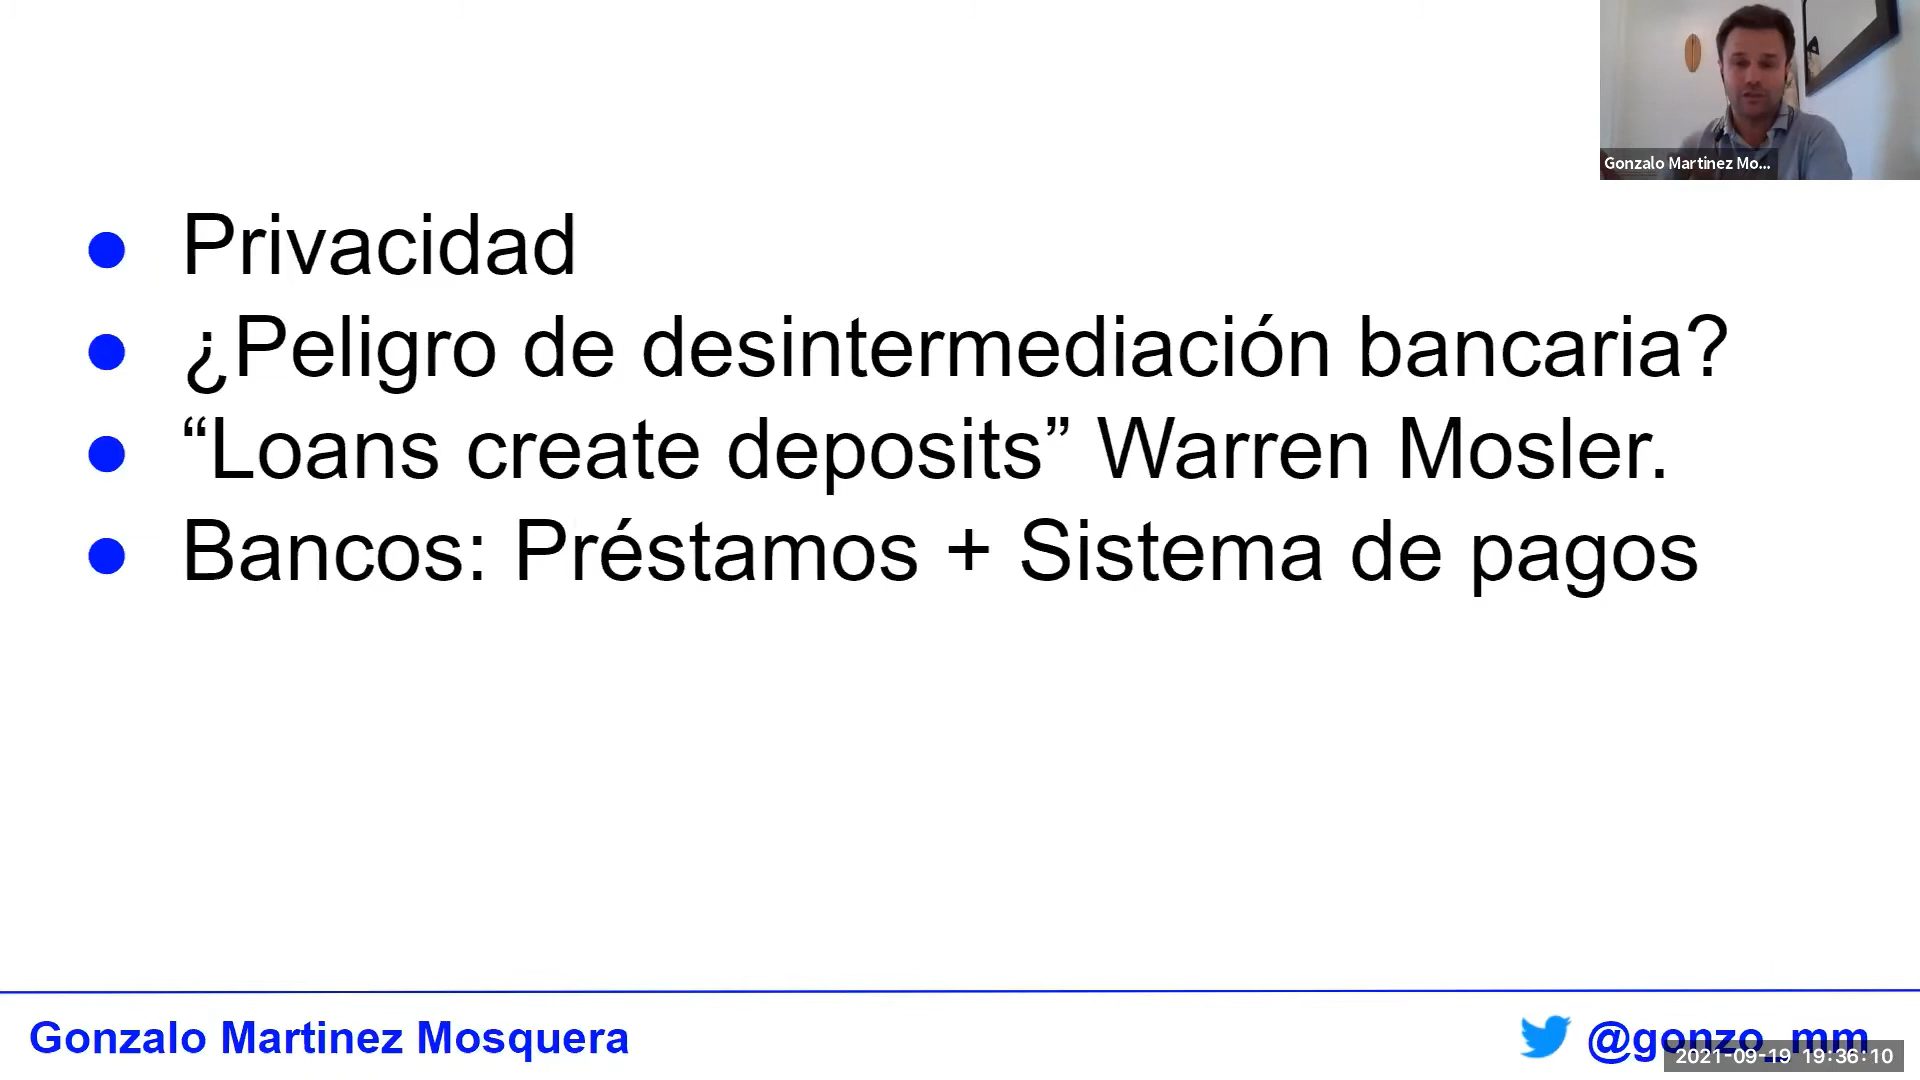 Gonzalo Martinez Mo...
● Privacidad
● ¿Peligro de desintermediación bancaria?
● “Loans create deposits” Warren Mosler.
● Bancos: Préstamos + Sistema de pagos
Gonzalo Martinez Mosquera
@gonzo_mm
2021-09-19 19:36:10